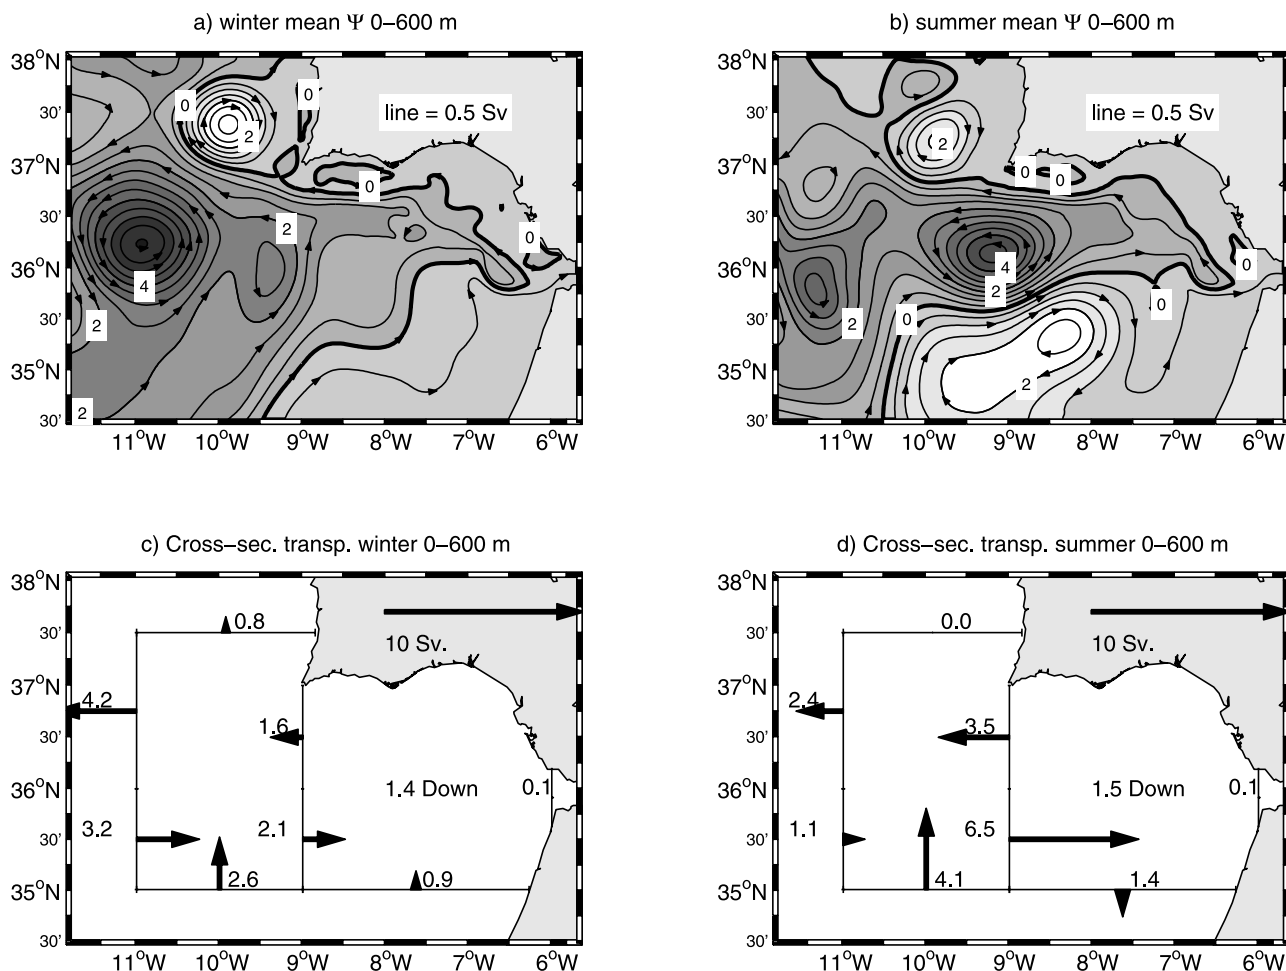 a) winter mean Ψ 0–600 m
b) summer mean Ψ 0–600 m
38°N
30'
37°N
30'
36°N
30'
35°N
30'
11°W
10°W
9°W
8°W
7°W
6°W
line = 0.5 Sv
0
0
2
0
2
0
4
2
2
38°N
30'
37°N
30'
36°N
30'
35°N
30'
11°W
10°W
9°W
8°W
7°W
6°W
line = 0.5 Sv
0
2
0
0
0
4
2
0
0
2
2
c) Cross–sec. transp. winter 0–600 m
d) Cross–sec. transp. summer 0–600 m
38°N
30'
37°N
30'
36°N
30'
35°N
30'
11°W
10°W
9°W
8°W
7°W
6°W
0.8
10 Sv.
4.2
1.6
1.4 Down
0.1
3.2
2.1
2.6
0.9
38°N
30'
37°N
30'
36°N
30'
35°N
30'
11°W
10°W
9°W
8°W
7°W
6°W
0.0
10 Sv.
2.4
3.5
1.5 Down
0.1
1.1
6.5
4.1
1.4